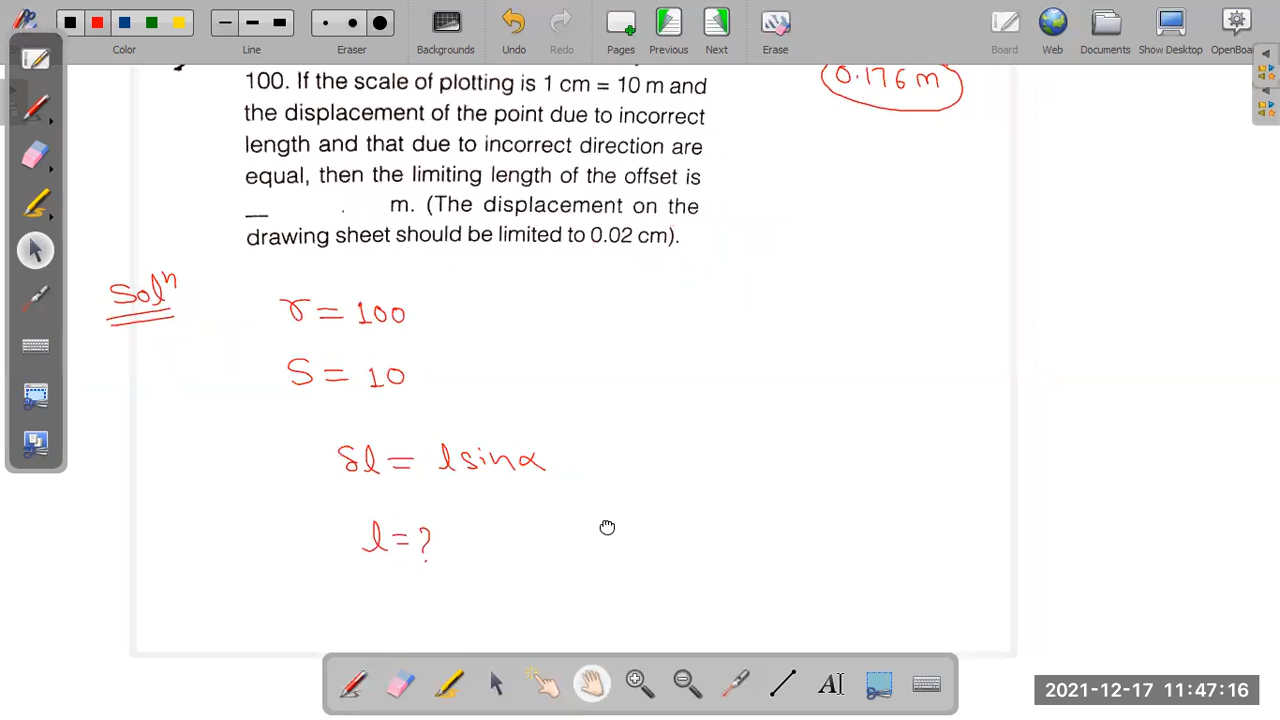 Color
Line
Eraser
Backgrounds
Undo
Redo
Pages
Previous
Next
Erase
Board
Web
Documents
Show Desktop
OpenBoa
0.176 m
100. If the scale of plotting is 1 cm = 10 m and
the displacement of the point due to incorrect
length and that due to incorrect direction are
equal, then the limiting length of the offset is
__ m. (The displacement on the
drawing sheet should be limited to 0.02 cm).
Solⁿ
r = 100
S = 10
δl = l sinα
l = ?
AI
2021-12-17 11:47:16